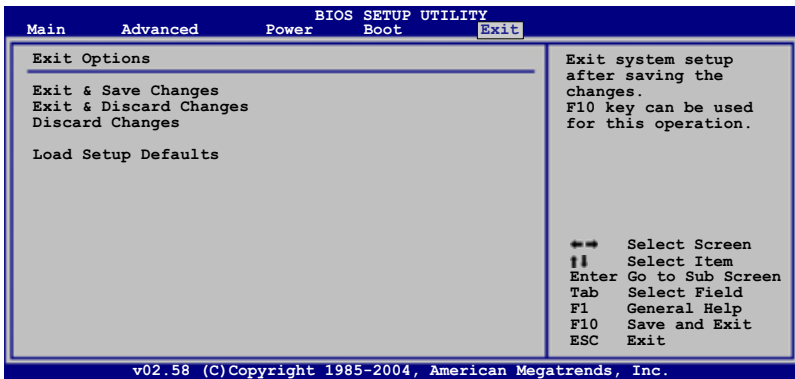 BIOS SETUP UTILITY
Main Advanced Power Boot Exit
Exit Options
Exit & Save Changes
Exit & Discard Changes
Discard Changes
Load Setup Defaults
Exit system setup
after saving the
changes.
F10 key can be used
for this operation.
Select Screen
Select Item
Enter Go to Sub Screen
Tab Select Field
F1 General Help
F10 Save and Exit
ESC Exit
v02.58 (C)Copyright 1985-2004, American Megatrends, Inc.